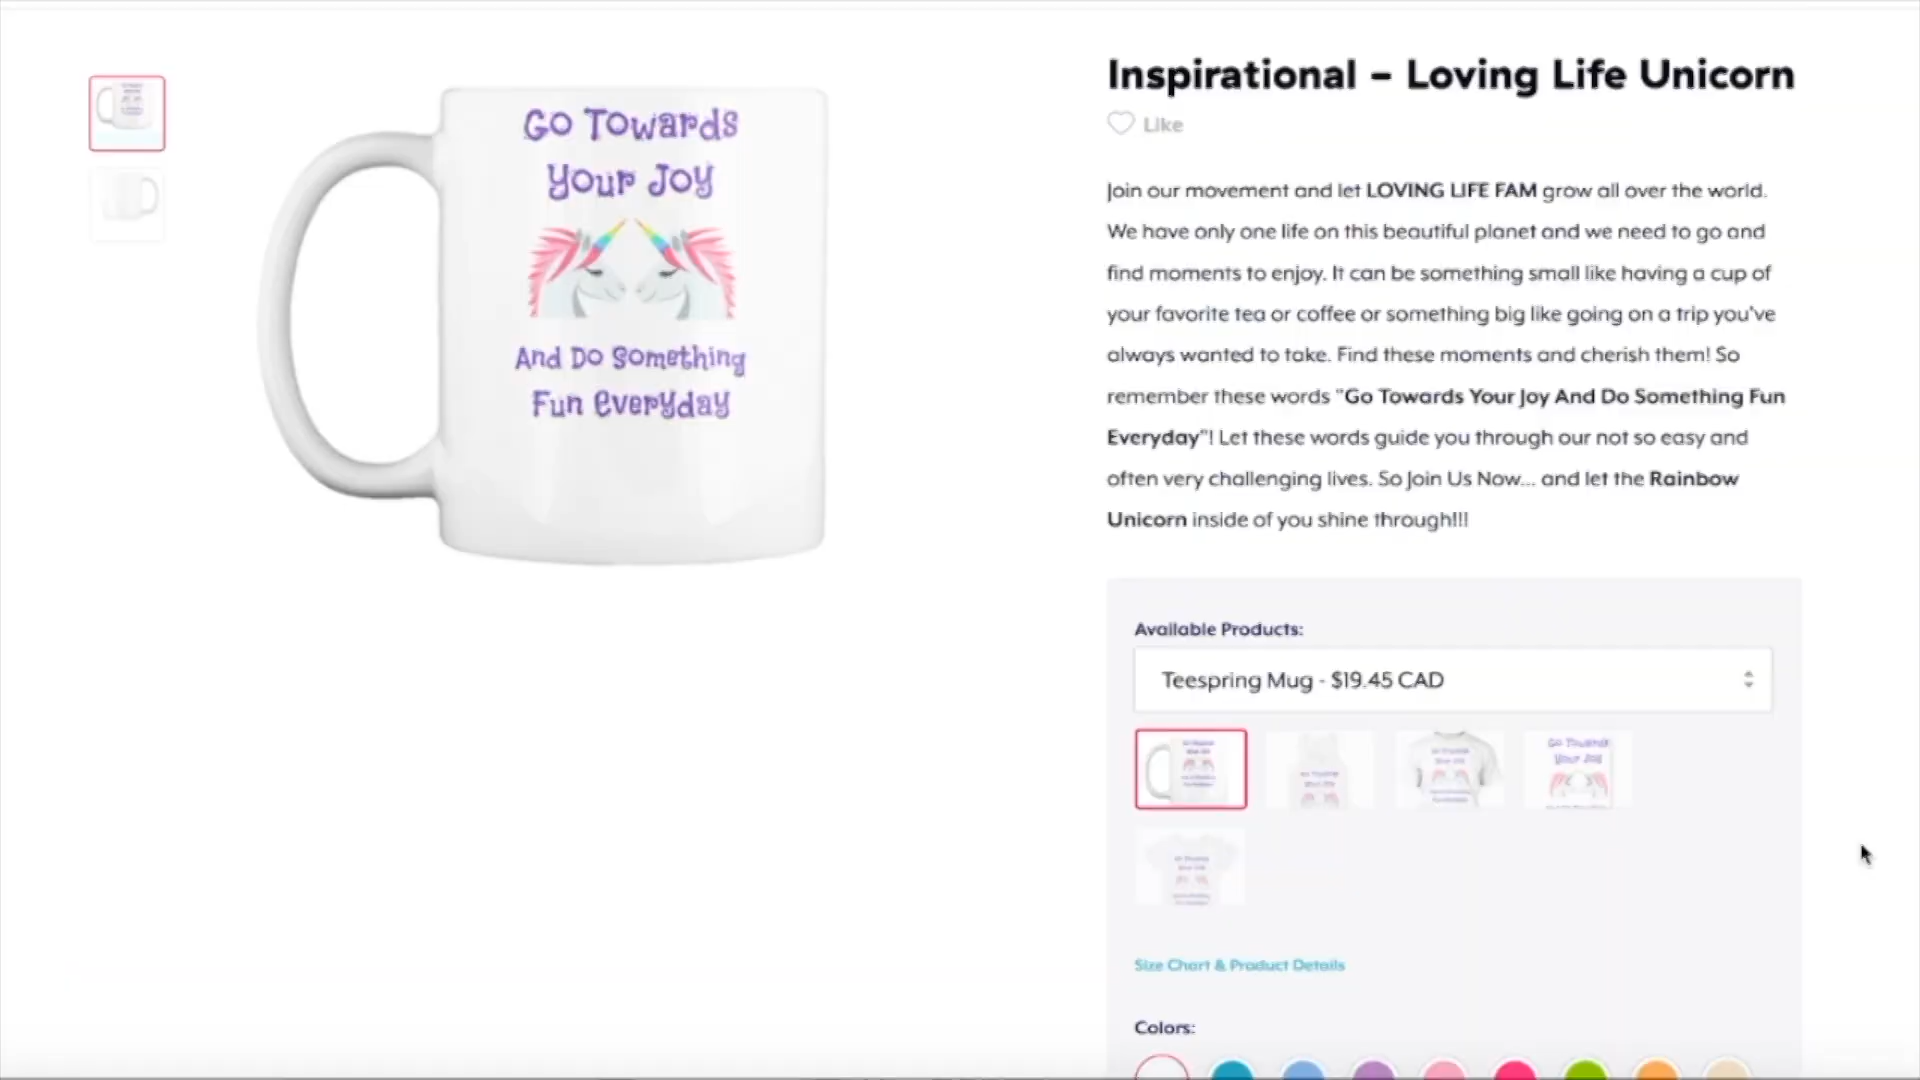 Go Towards
Your Joy
And Do Something
Fun Everyday
Inspirational – Loving Life Unicorn
Like
Join our movement and let LOVING LIFE FAM grow all over the world.
We have only one life on this beautiful planet and we need to go and
find moments to enjoy. It can be something small like having a cup of
your favorite tea or coffee or something big like going on a trip you've
always wanted to take. Find these moments and cherish them! So
remember these words "Go Towards Your Joy And Do Something Fun
Everyday"! Let these words guide you through our not so easy and
often very challenging lives. So Join Us Now... and let the Rainbow
Unicorn inside of you shine through!!!
Available Products:
Teespring Mug - $19.45 CAD
Go Towards
Your Joy
Size Chart & Product Details
Colors: